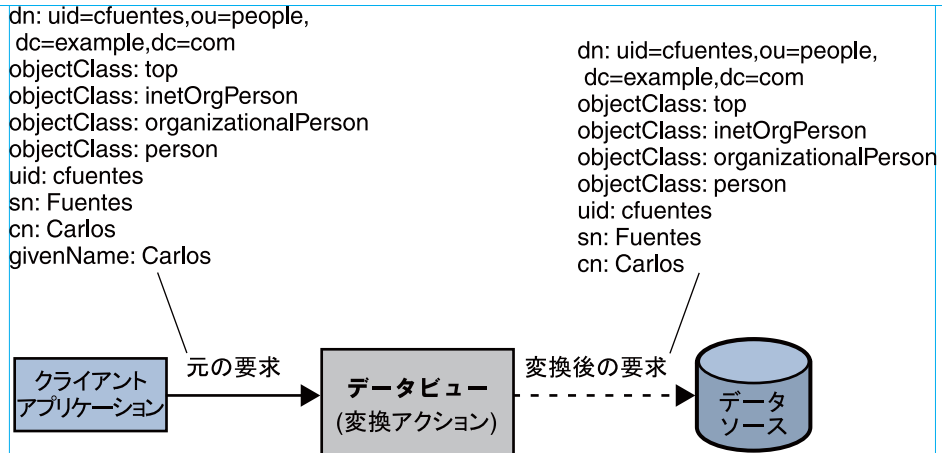 dn: uid=cfuentes,ou=people,
dc=example,dc=com
objectClass: top
objectClass: inetOrgPerson
objectClass: organizationalPerson
objectClass: person
uid: cfuentes
sn: Fuentes
cn: Carlos
givenName: Carlos
dn: uid=cfuentes,ou=people,
dc=example,dc=com
objectClass: top
objectClass: inetOrgPerson
objectClass: organizationalPerson
objectClass: person
uid: cfuentes
sn: Fuentes
cn: Carlos
クライアント
アプリケーション
元の要求
データビュー
(変換アクション)
変換後の要求
データ
ソース